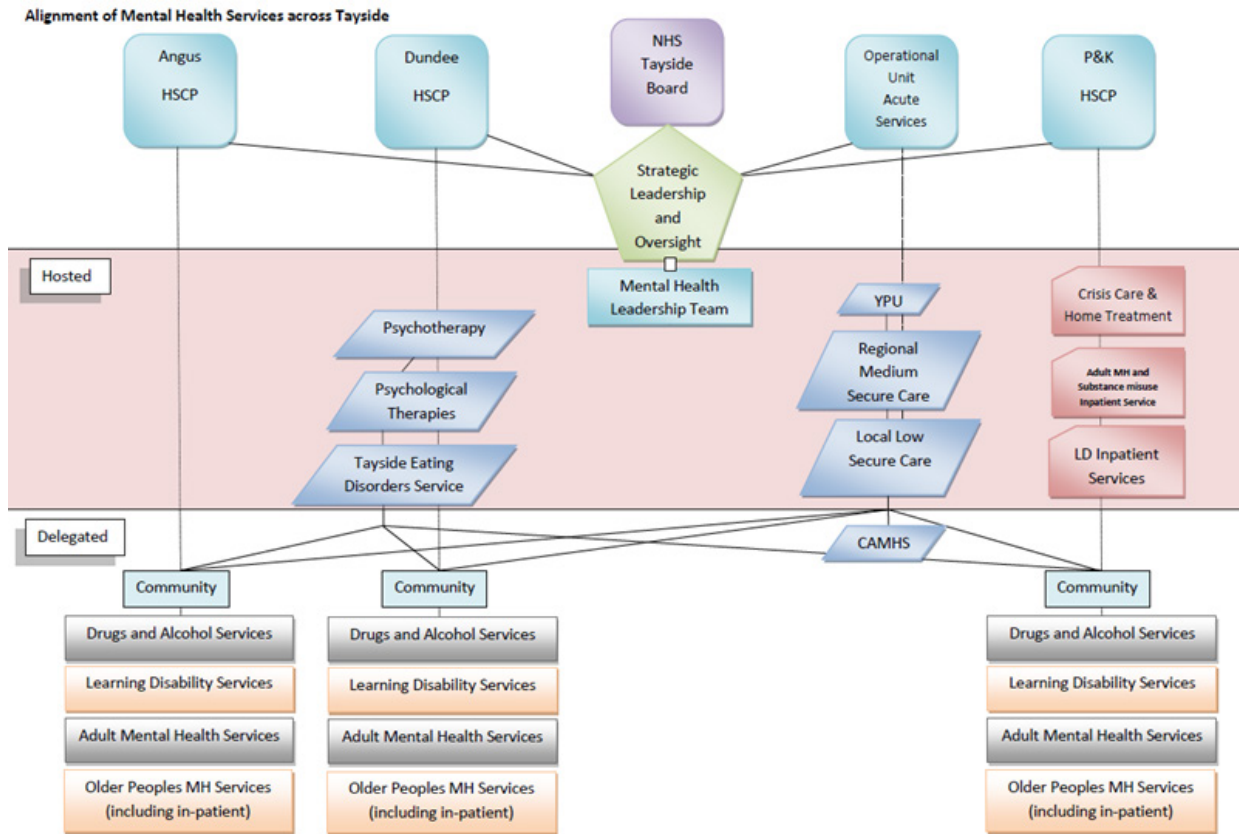 Alignment of Mental Health Services across Tayside
Angus
HSCP
Dundee
HSCP
NHS
Tayside
Board
Operational
Unit
Acute
Services
P&K
HSCP
Strategic
Leadership
and
Oversight
Hosted
Mental Health
Leadership Team
Psychotherapy
Psychological
Therapies
Tayside Eating
Disorders Service
YPU
Regional
Medium
Secure Care
Local Low
Secure Care
Crisis Care &
Home Treatment
Adult MH and
Substance misuse
Inpatient Service
LD Inpatient
Services
Delegated
CAMHS
Community
Drugs and Alcohol Services
Learning Disability Services
Adult Mental Health Services
Older Peoples MH Services
(including in-patient)
Community
Drugs and Alcohol Services
Learning Disability Services
Adult Mental Health Services
Older Peoples MH Services
(including in-patient)
Community
Drugs and Alcohol Services
Learning Disability Services
Adult Mental Health Services
Older Peoples MH Services
(including in-patient)